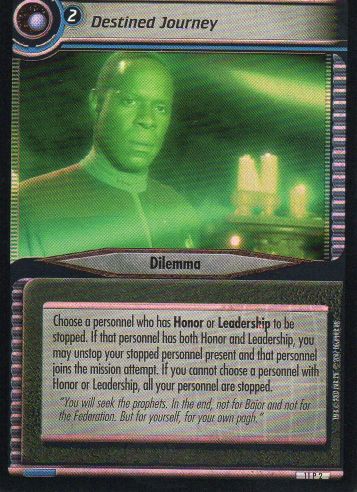 2
Destined Journey
Dilemma
Choose a personnel who has Honor or Leadership to be
stopped. If that personnel has both Honor and Leadership, you
may unstop your stopped personnel present and that personnel
joins the mission attempt. If you cannot choose a personnel with
Honor or Leadership, all your personnel are stopped.
"You will seek the prophets. In the end, not for Bajor and not for
the Federation. But for yourself, for your own pagh."
11 P 2